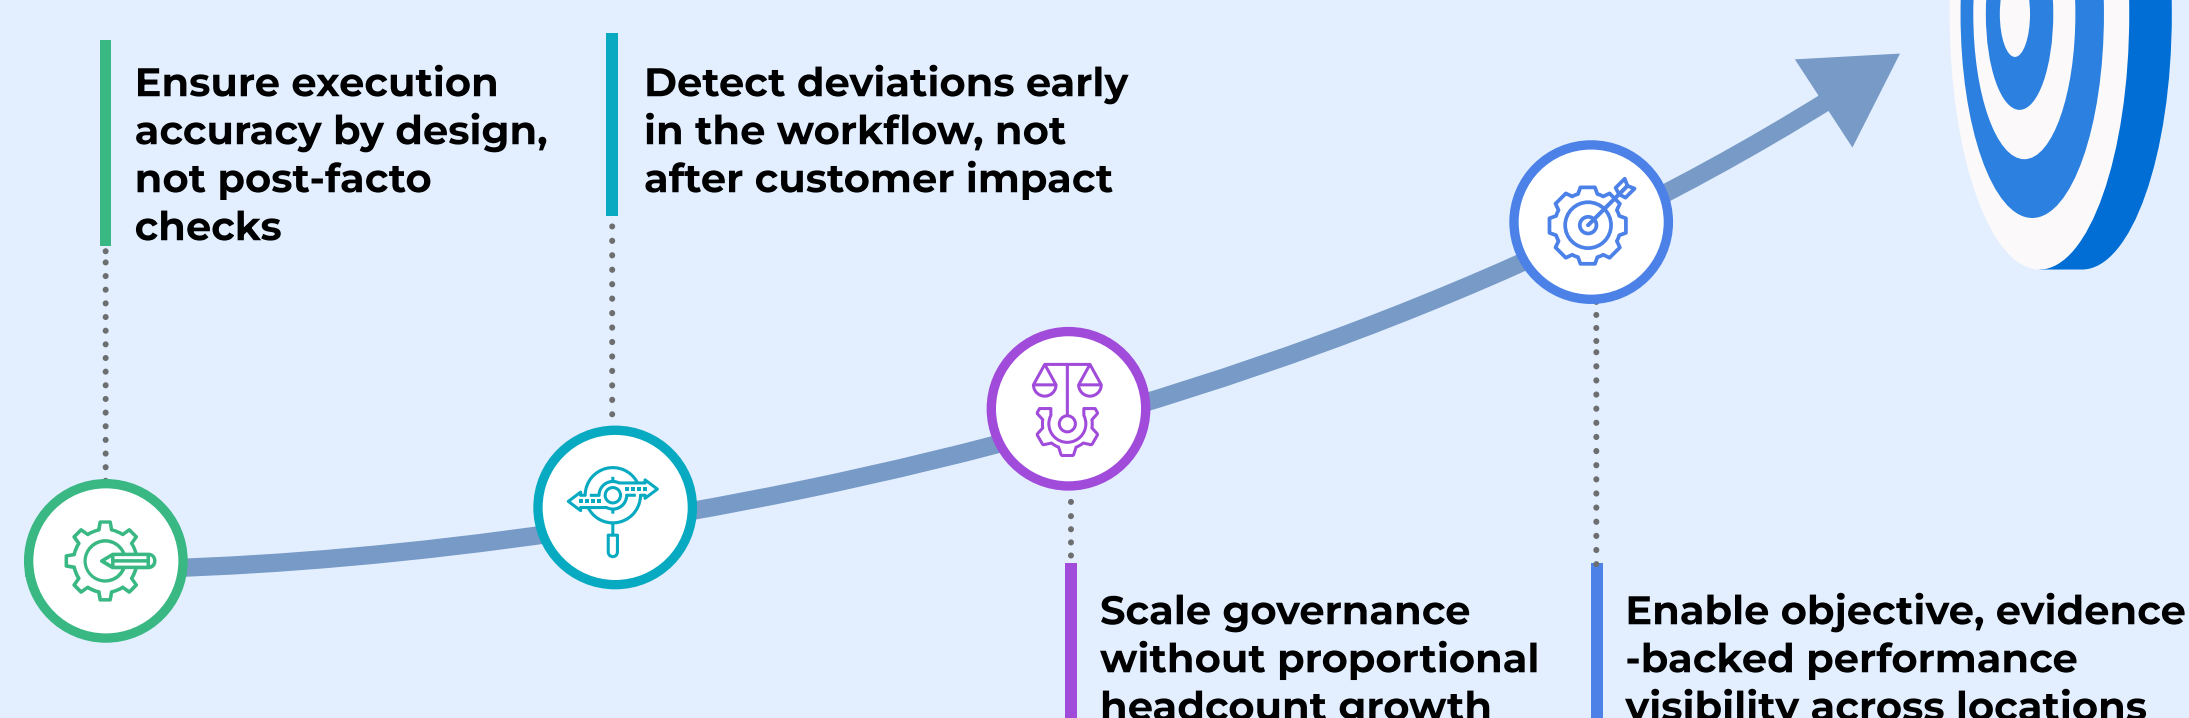 Ensure execution
accuracy by design,
not post-facto
checks
Detect deviations early
in the workflow, not
after customer impact
Scale governance
without proportional
headcount growth
Enable objective, evidence
-backed performance
visibility across locations